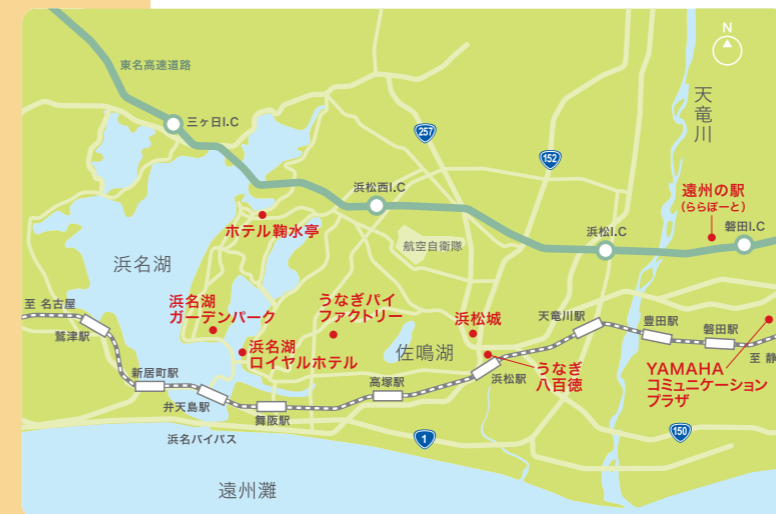 N
東名高速道路
三ヶ日I.C
天竜川
257
152
遠州の駅
(ららぽーと)
浜松西I.C
ホテル鞠水亭
浜松I.C
磐田I.C
航空自衛隊
浜名湖
至 名古屋
鷲津駅
浜名湖
ガーデンパーク
うなぎパイ
ファクトリー
浜松城
天竜川駅
豊田駅
磐田駅
浜名湖
ロイヤルホテル
佐鳴湖
至 静
新居町駅
高塚駅
浜松駅
うなぎ
八百徳
YAMAHA
コミュニケーション
プラザ
弁天島駅
舞阪駅
浜名バイパス
1
150
遠州灘